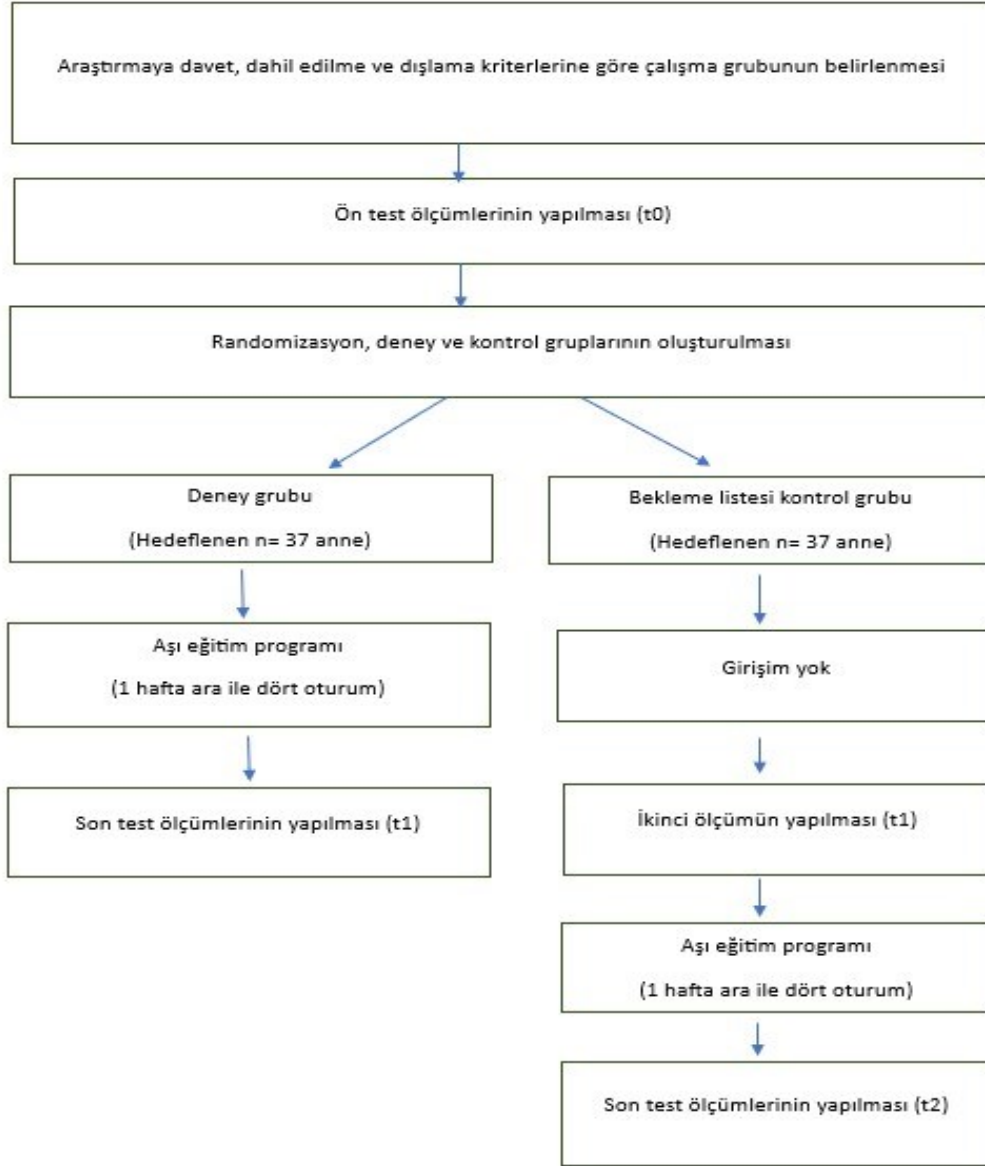 Araştırmaya davet, dahil edilme ve dışlama kriterlerine göre çalışma grubunun belirlenmesi
Ön test ölçümlerinin yapılması (t0)
Randomizasyon, deney ve kontrol gruplarının oluşturulması
Deney grubu
(Hedeflenen n= 37 anne)
Aşı eğitim programı
(1 hafta ara ile dört oturum)
Son test ölçümlerinin yapılması (t1)
Bekleme listesi kontrol grubu
(Hedeflenen n= 37 anne)
Girişim yok
İkinci ölçümün yapılması (t1)
Aşı eğitim programı
(1 hafta ara ile dört oturum)
Son test ölçümlerinin yapılması (t2)